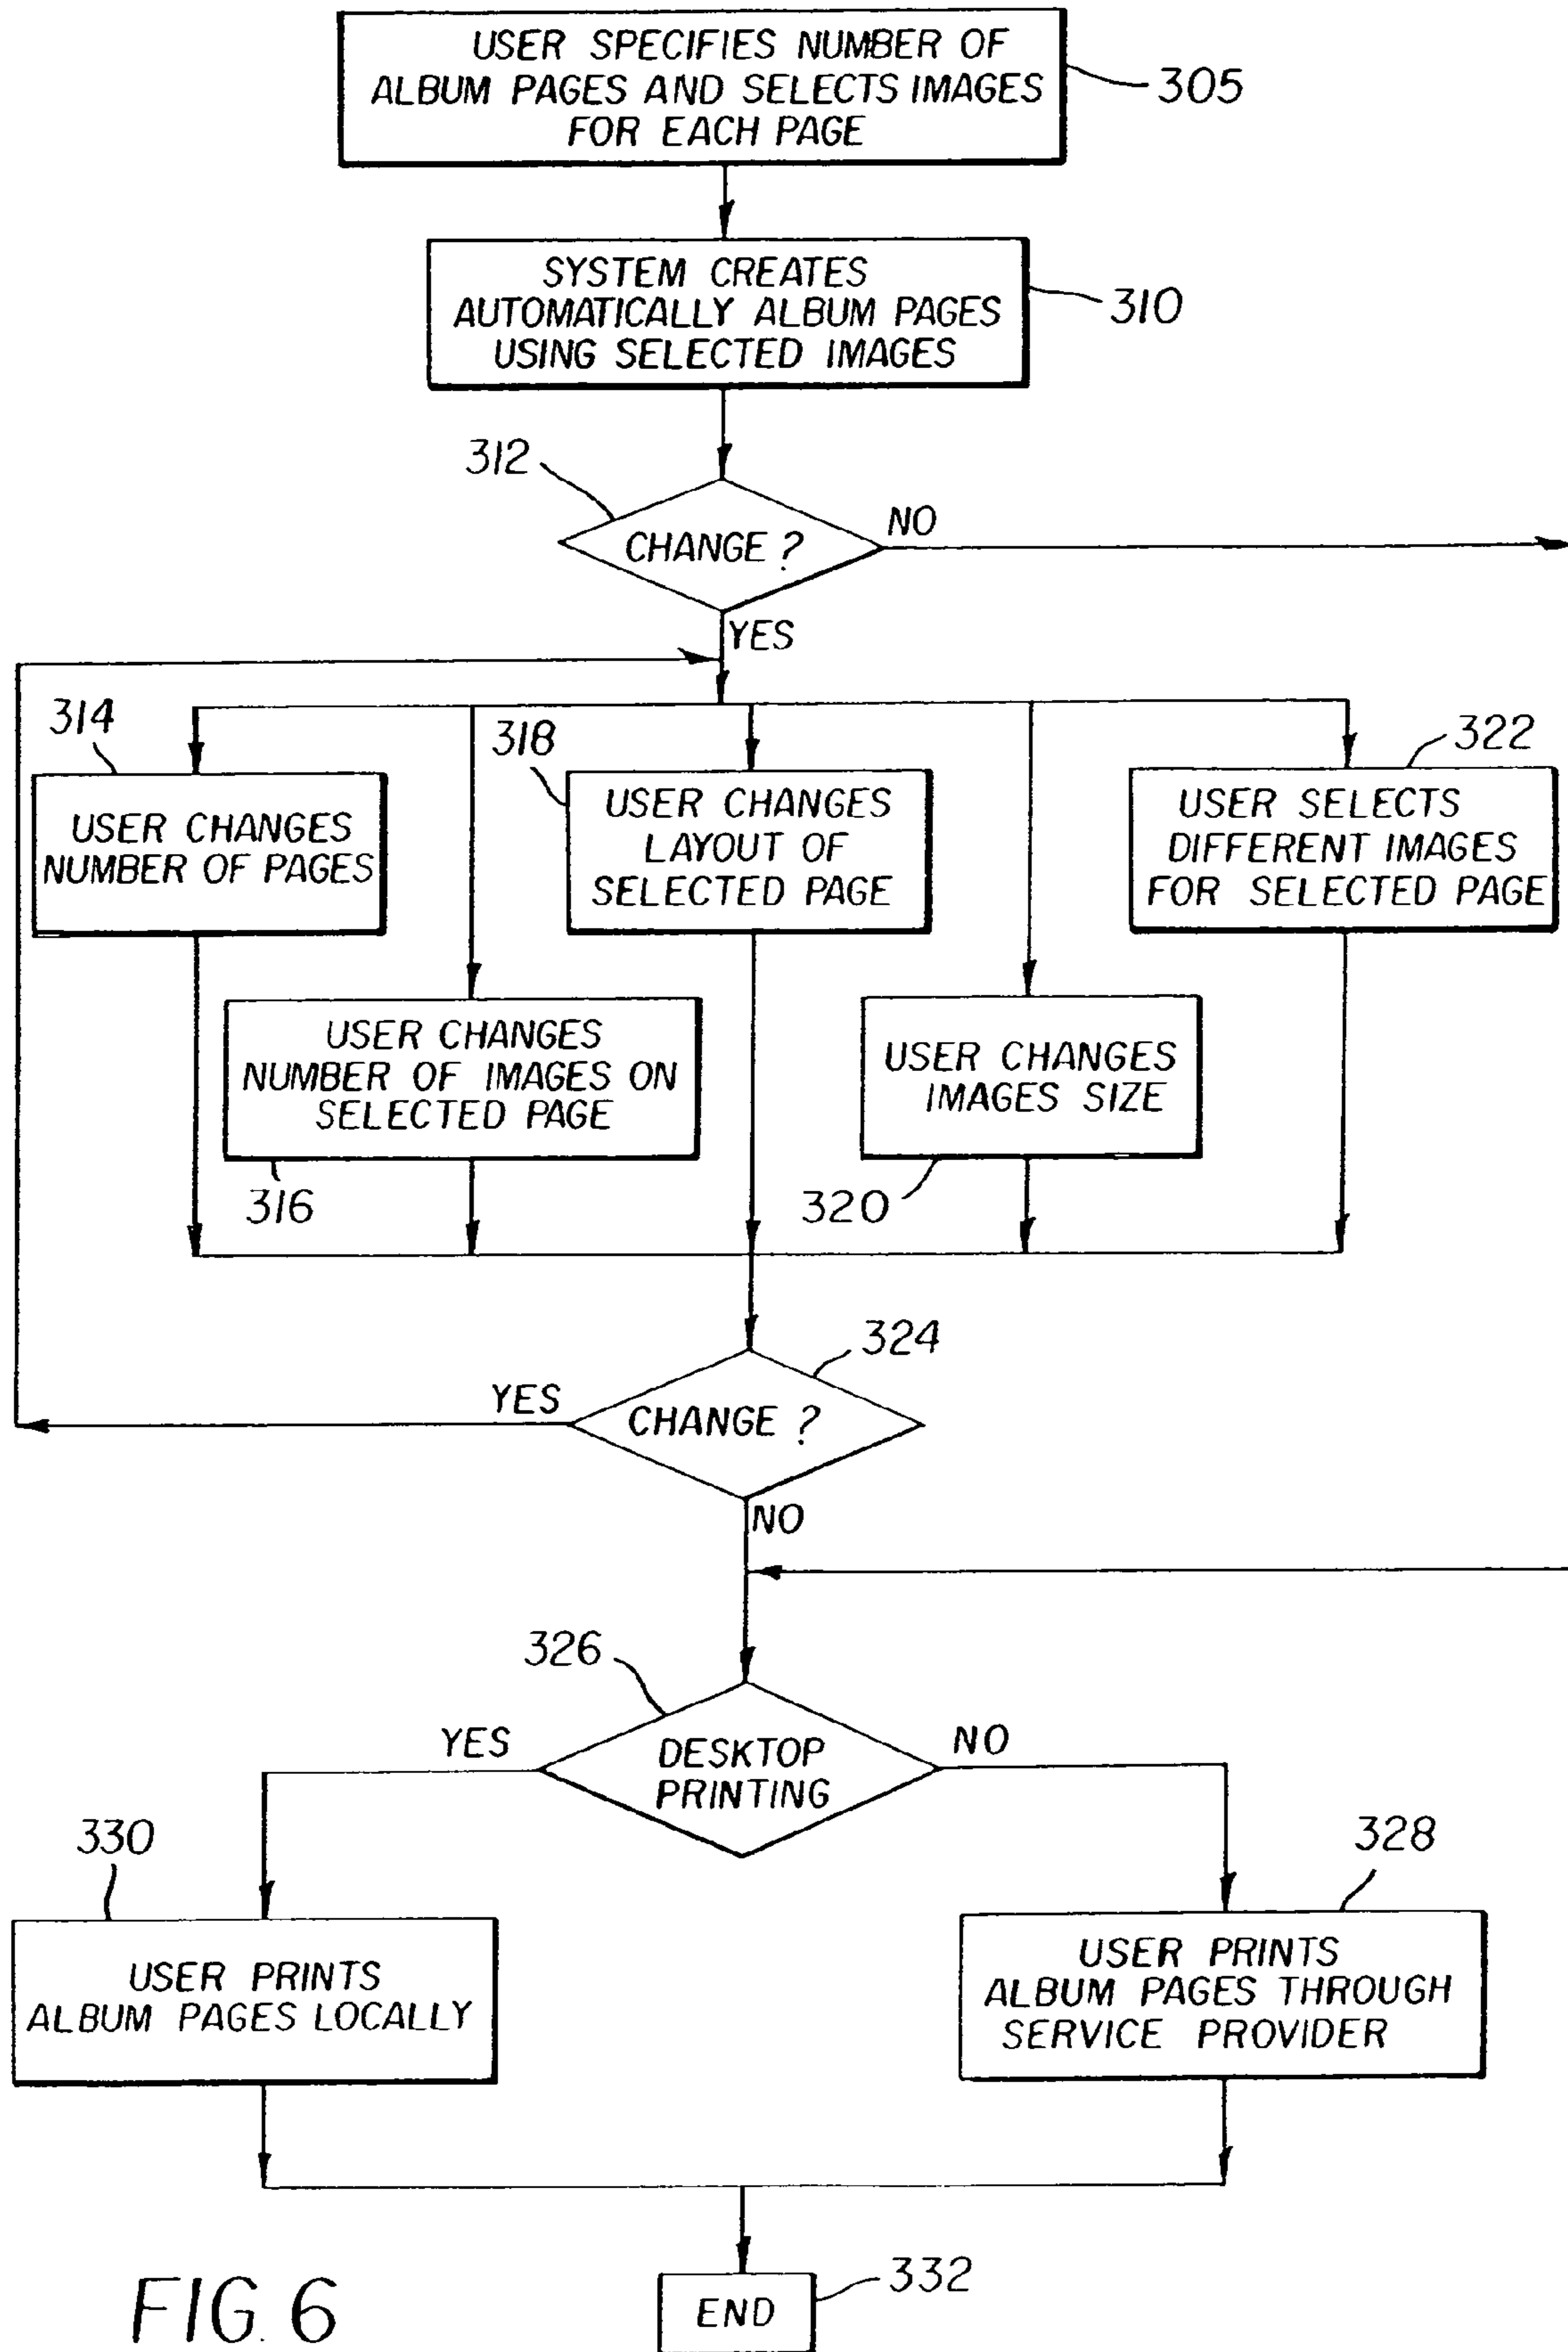 USER SPECIFIES NUMBER OF
ALBUM PAGES AND SELECTS IMAGES
FOR EACH PAGE
305
SYSTEM CREATES
AUTOMATICALLY ALBUM PAGES
USING SELECTED IMAGES
310
312
CHANGE ?
NO
YES
314
USER CHANGES
NUMBER OF PAGES
318
USER CHANGES
LAYOUT OF
SELECTED PAGE
322
USER SELECTS
DIFFERENT IMAGES
FOR SELECTED PAGE
USER CHANGES
NUMBER OF IMAGES ON
SELECTED PAGE
316
USER CHANGES
IMAGES SIZE
320
324
YES
CHANGE ?
NO
326
YES
DESKTOP
PRINTING
NO
330
USER PRINTS
ALBUM PAGES LOCALLY
328
USER PRINTS
ALBUM PAGES THROUGH
SERVICE PROVIDER
END
332
FIG. 6